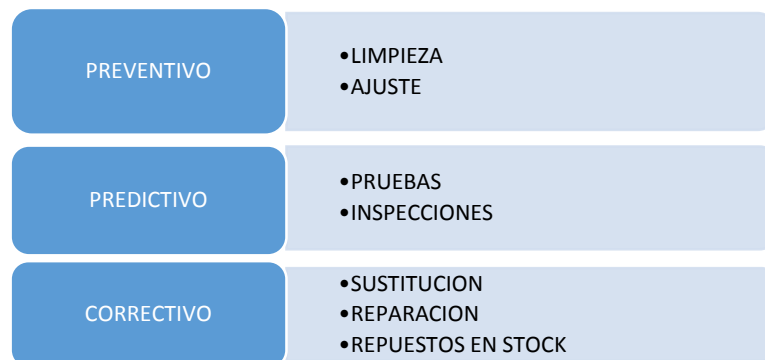 PREVENTIVO
•LIMPIEZA
•AJUSTE
PREDICTIVO
•PRUEBAS
•INSPECCIONES
CORRECTIVO
•SUSTITUCION
•REPARACION
•REPUESTOS EN STOCK